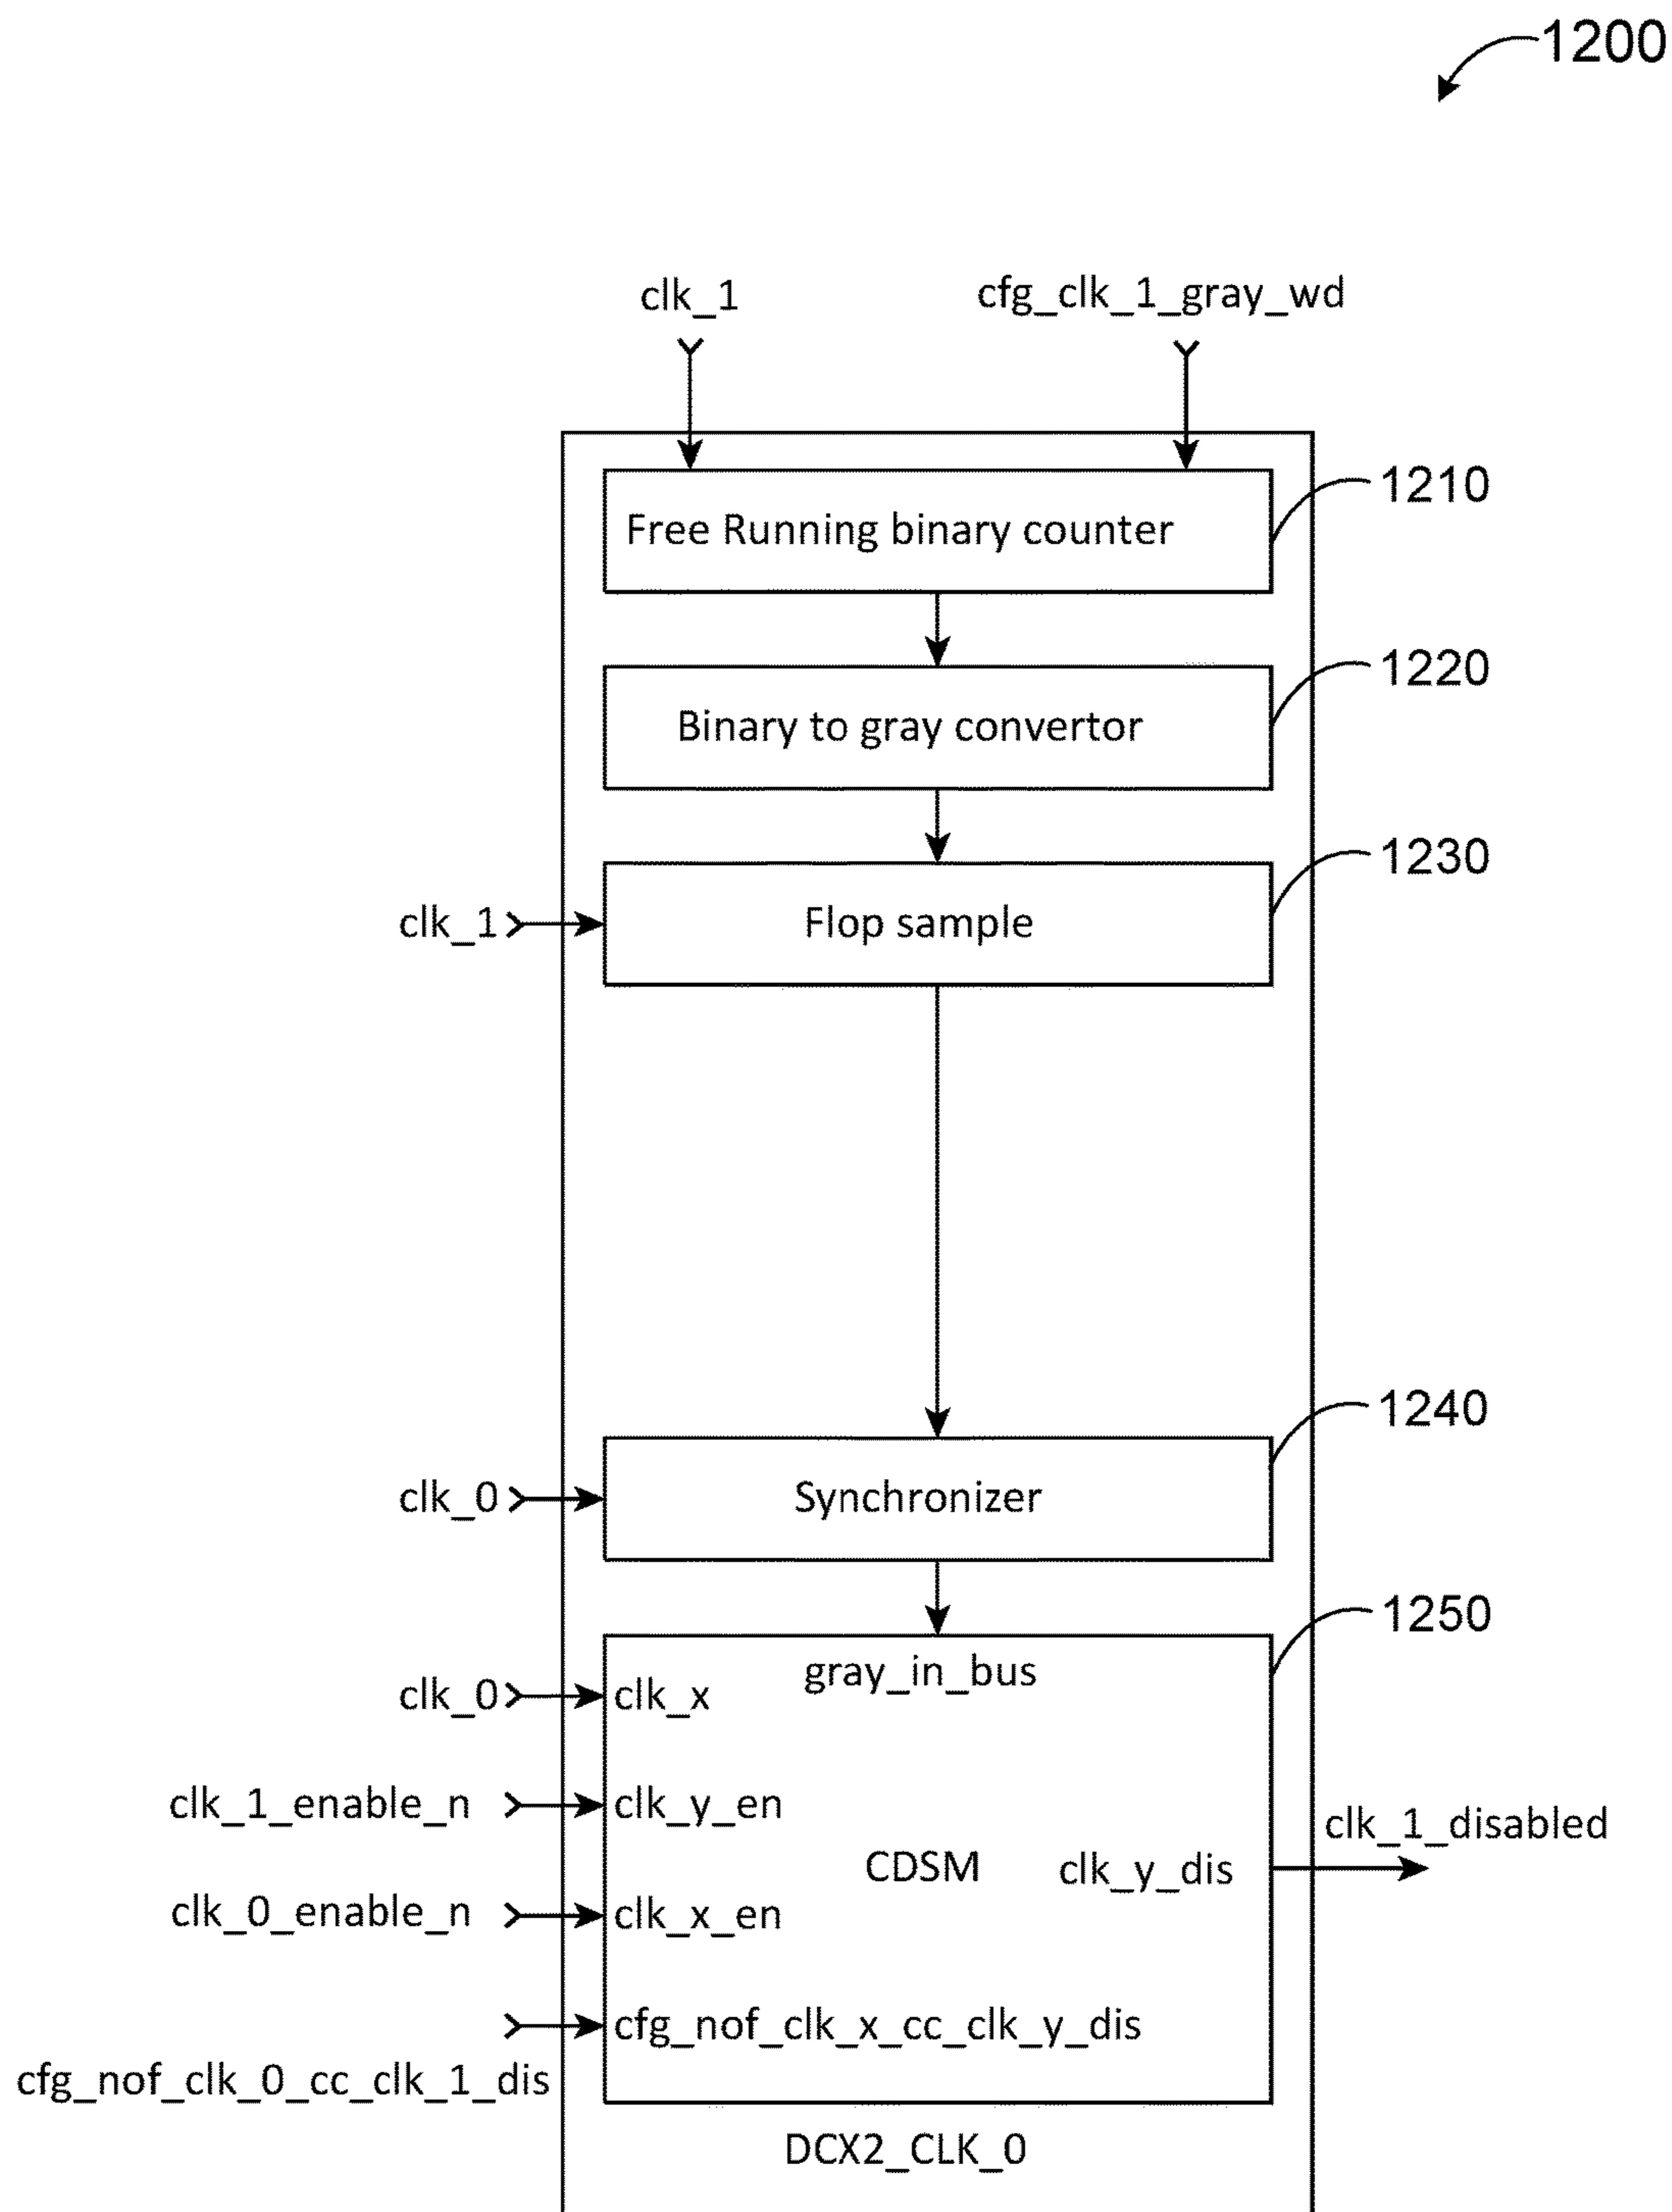 1200
clk_1 cfg_clk_1_gray_wd
Free Running binary counter 1210
Binary to gray convertor 1220
clk_1 Flop sample 1230
clk_0 Synchronizer 1240
1250
gray_in_bus
clk_0 clk_x
clk_1_enable_n clk_y_en
clk_1_disabled
CDSM clk_y_dis
clk_0_enable_n clk_x_en
cfg_nof_clk_x_cc_clk_y_dis
cfg_nof_clk_0_cc_clk_1_dis
DCX2_CLK_0